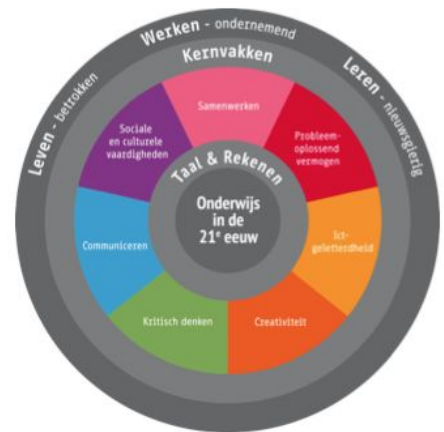 Werken - ondernemend
Leven - betrokken
Leren - nieuwsgierig
Kernvakken
Samenwerken
Sociale
en culturele
vaardigheden
Probleem-
oplossend
vermogen
Taal & Rekenen
Onderwijs
in de
21e eeuw
Communiceren
Ict-
geletterdheid
Kritisch denken
Creativiteit